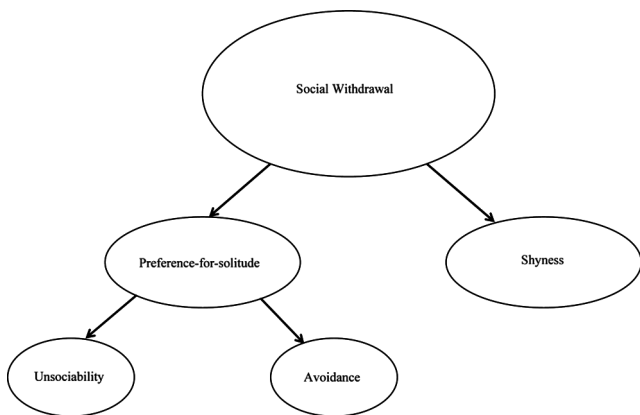 Social Withdrawal
Preference-for-solitude
Shyness
Unsociability
Avoidance